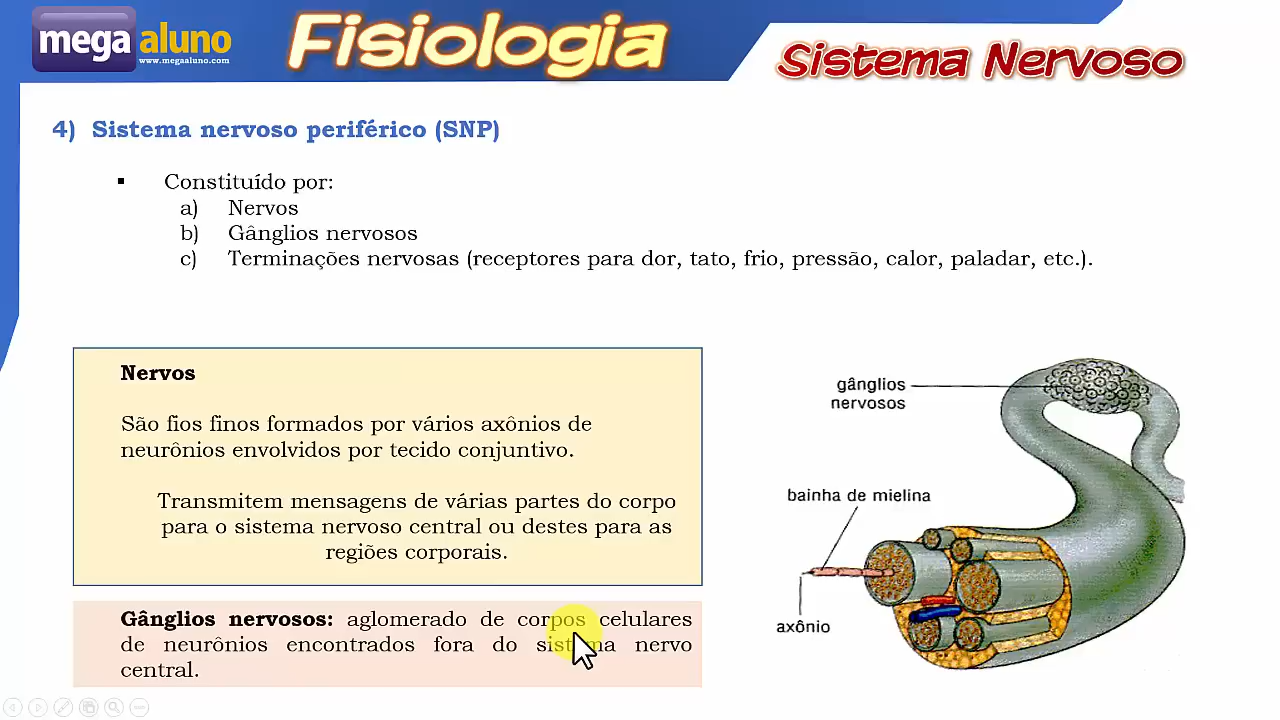 mega aluno
www.megaaluno.com
Fisiologia
Sistema Nervoso
4) Sistema nervoso periférico (SNP)
▪ Constituído por:
a) Nervos
b) Gânglios nervosos
c) Terminações nervosas (receptores para dor, tato, frio, pressão, calor, paladar, etc.).
Nervos
São fios finos formados por vários axônios de
neurônios envolvidos por tecido conjuntivo.
Transmitem mensagens de várias partes do corpo
para o sistema nervoso central ou destes para as
regiões corporais.
Gânglios nervosos: aglomerado de corpos celulares
de neurônios encontrados fora do sistema nervo
central.
gânglios
nervosos
bainha de mielina
axônio